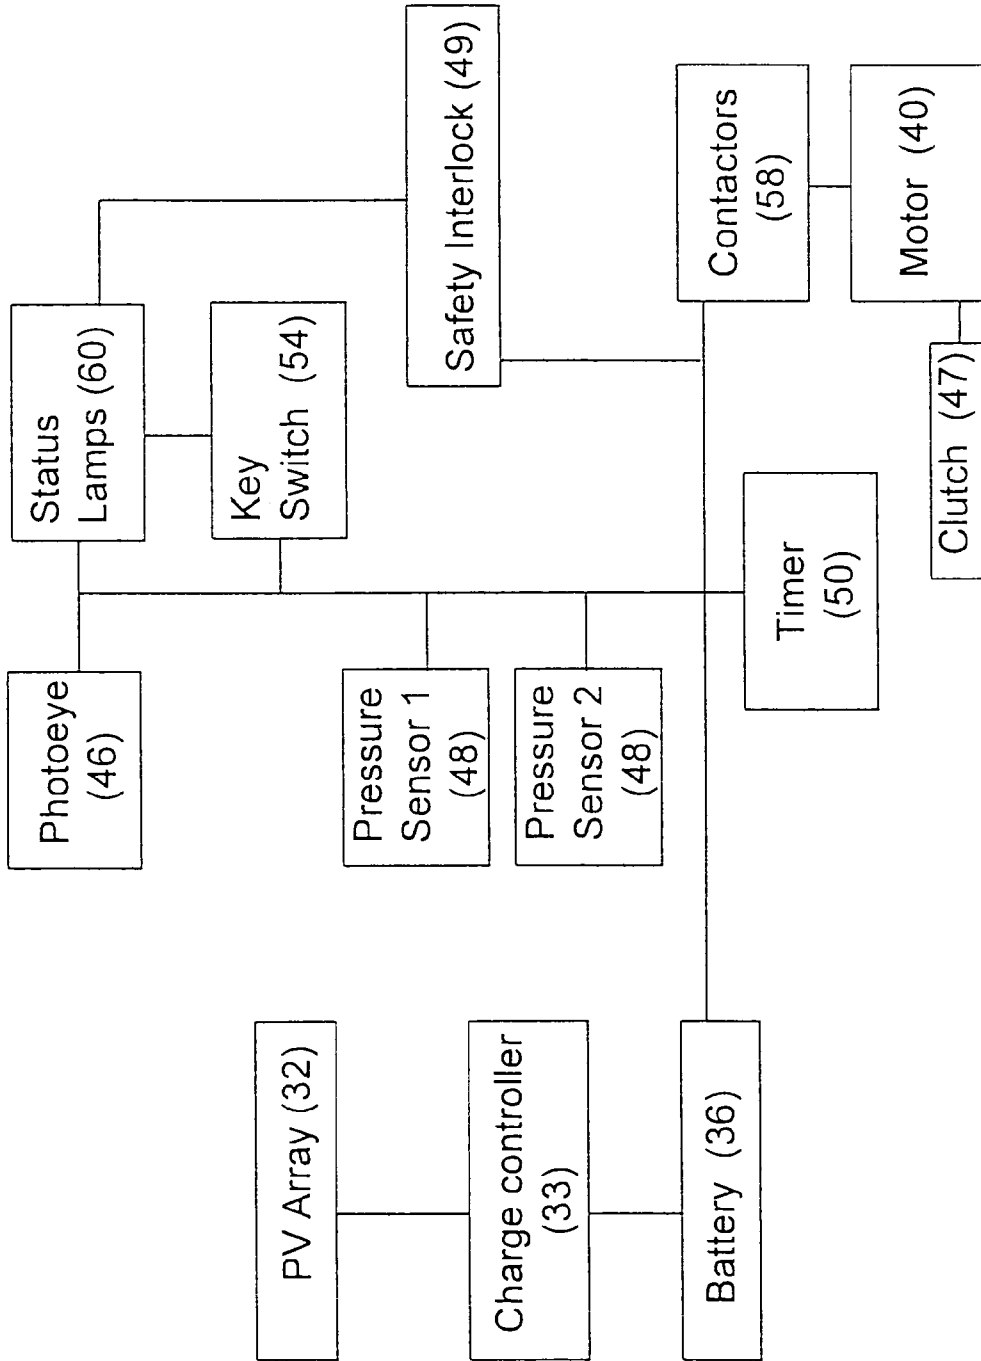 PV Array (32)
Charge controller
(33)
Battery (36)
Photoeye
(46)
Pressure
Sensor 1
(48)
Pressure
Sensor 2
(48)
Timer
(50)
Status
Lamps (60)
Key
Switch (54)
Safety Interlock (49)
Contactors
(58)
Motor (40)
Clutch (47)